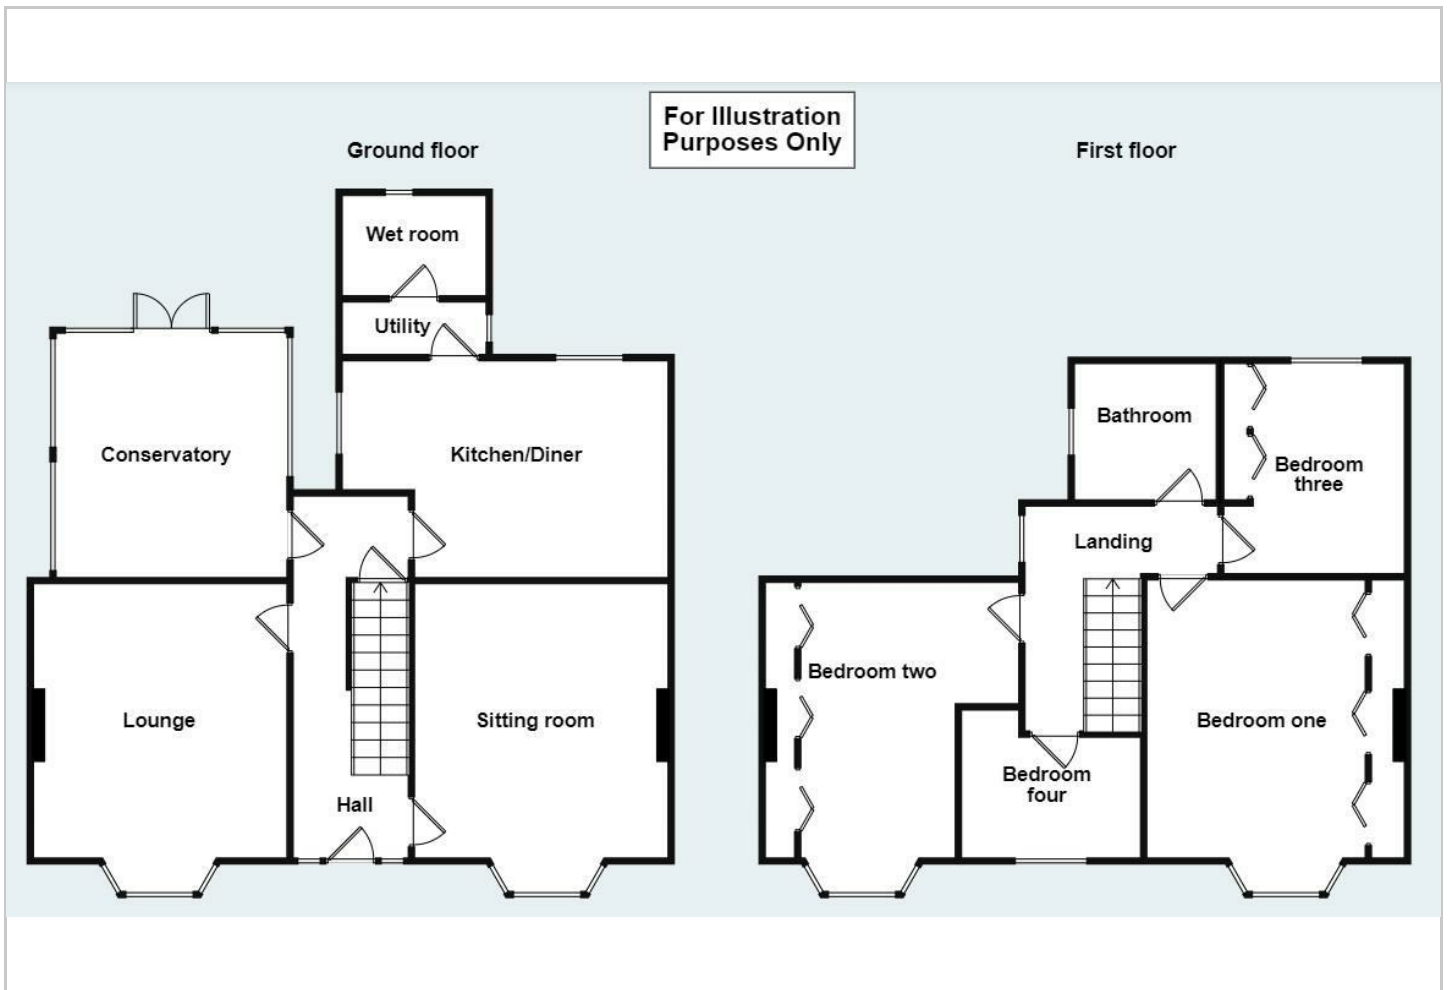 For Illustration
Purposes Only
Ground floor
First floor
Wet room
Utility
Conservatory
Kitchen/Diner
Lounge
Sitting room
Hall
Bathroom
Bedroom
three
Landing
Bedroom two
Bedroom one
Bedroom
four